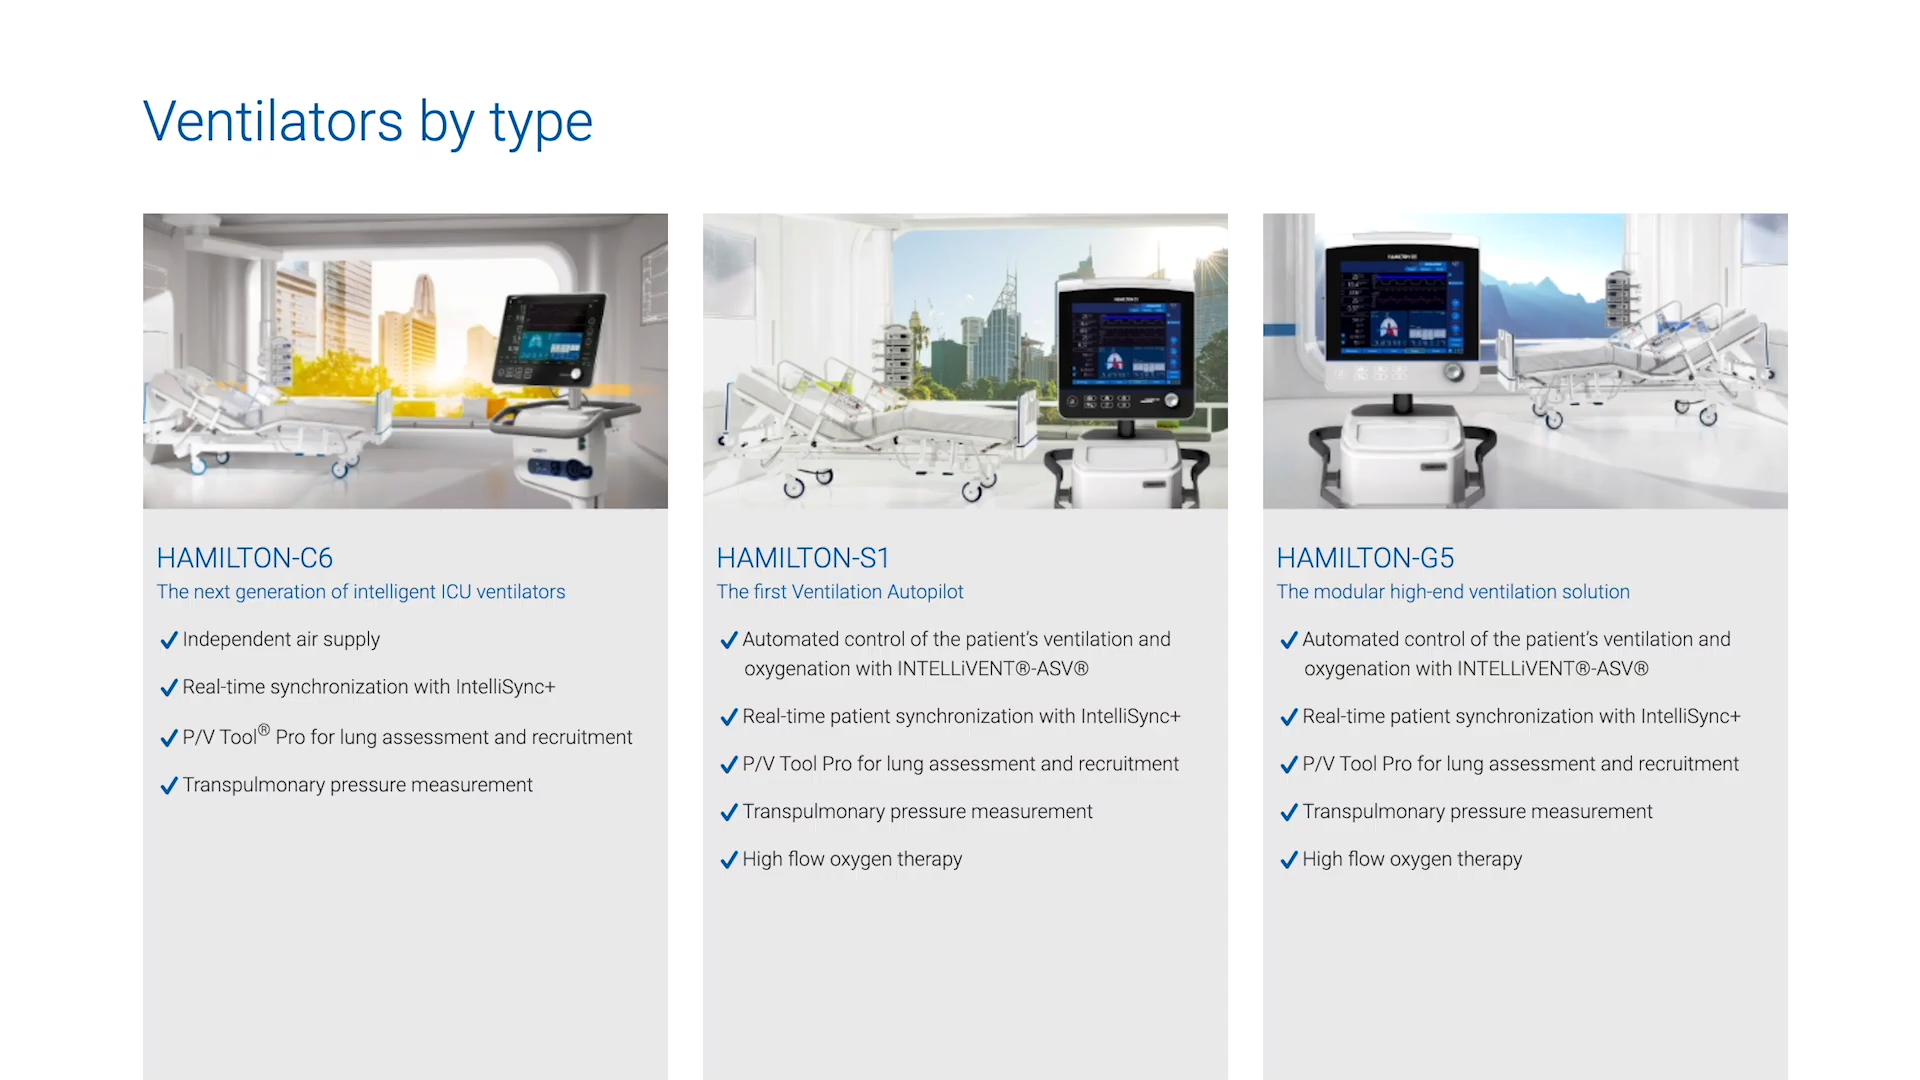 Ventilators by type
HAMILTON-C6
The next generation of intelligent ICU ventilators
Independent air supply
Real-time synchronization with IntelliSync+
P/V Tool® Pro for lung assessment and recruitment
Transpulmonary pressure measurement
HAMILTON-S1
HAMILTON-S1
The first Ventilation Autopilot
Automated control of the patient’s ventilation and
oxygenation with INTELLiVENT®-ASV®
Real-time patient synchronization with IntelliSync+
P/V Tool Pro for lung assessment and recruitment
Transpulmonary pressure measurement
High flow oxygen therapy
HAMILTON-G5
HAMILTON-G5
The modular high-end ventilation solution
Automated control of the patient’s ventilation and
oxygenation with INTELLiVENT®-ASV®
Real-time patient synchronization with IntelliSync+
P/V Tool Pro for lung assessment and recruitment
Transpulmonary pressure measurement
High flow oxygen therapy